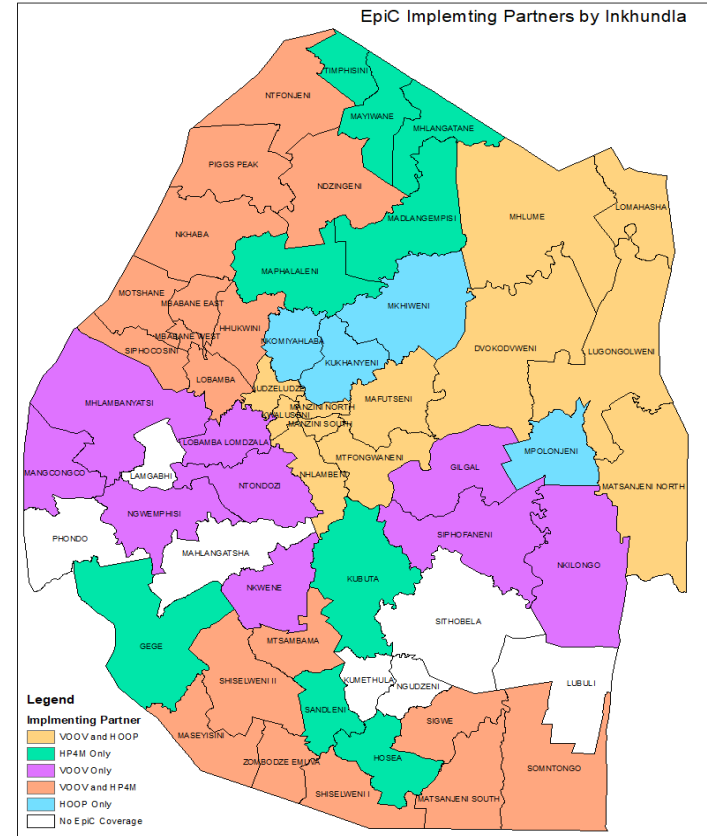 EpiC Implemting Partners by Inkhundla
TIMPHISINI
NTFONJENI
MAYIWANE
MHLANGATANE
PIGGS PEAK
NDZINGENI
LOMAHASHA
MHLUME
MADLANGEMPISI
NKHABA
MAPHALALENI
MOTSHANE
MBABANE EAST
MKHIWENI
HHUKWINI
MBABANE WEST
NKOMIYAHLABA
SIPHOCOSINI
DVOKODVWENI
LUGONGOLWENI
KUKHANYENI
LOBAMBA
LUDZELUDZE
MAFUTSENI
MHLAMBANYATSI
MANZINI NORTH
KWALUSENI
MANZINI SOUTH
LOBAMBA LOMDZALA
MPOLONJENI
MTFONGWANENI
GILGAL
MANGCONGCO
LAMGABHI
NHLAMBENI
NTONDOZI
MATSANJENI NORTH
NGWEMPHISI
SIPHOFANENI
PHONDO
MAHLANGATSHA
NKILONGO
KUBUTA
NKWENE
SITHOBELA
MTSAMBAMA
GEGE
KUMETHULA
SHISELWENI II
NGUDZENI
LUBULI
SANDLENI
SIGWE
MASEYISINI
HOSEA
ZOMBODZE EMUVA
SOMNTONGO
SHISELWENI I
MATSANJENI SOUTH
Legend
Implmenting Partner
VOOV and HOOP
HP4M Only
VOOV Only
VOOV and HP4M
HOOP Only
No EpiC Coverage